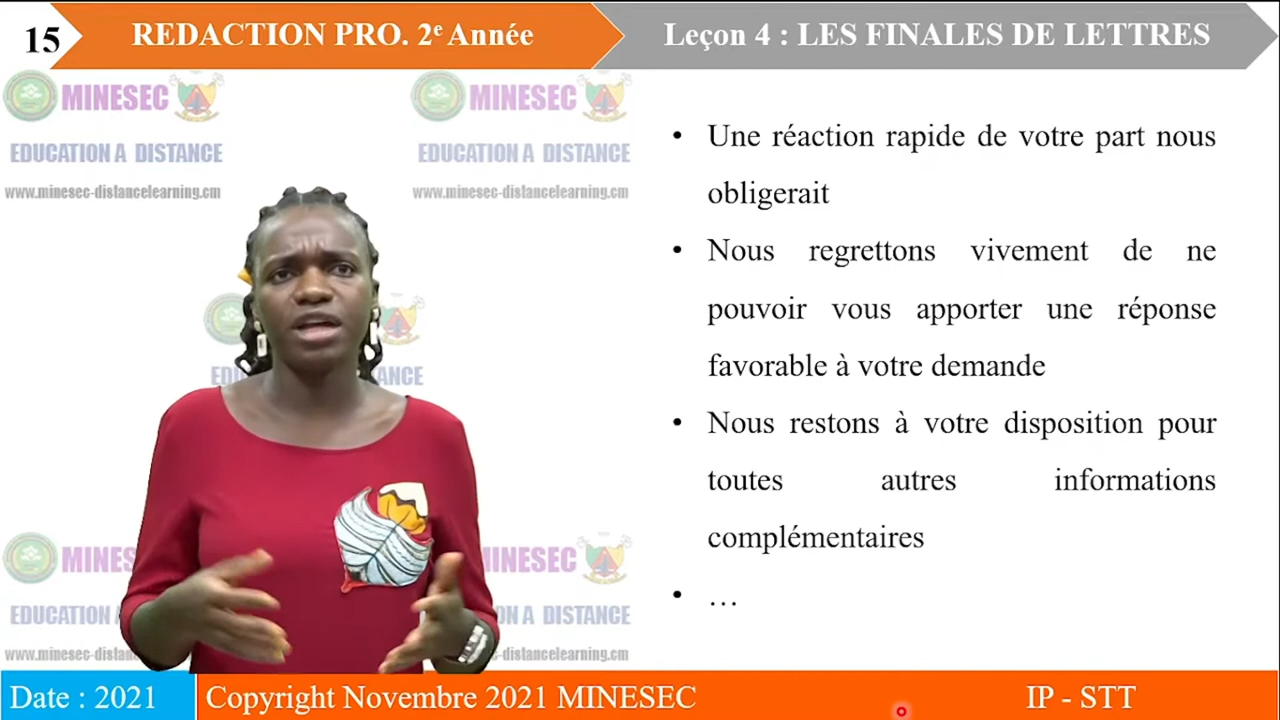 15 REDACTION PRO. 2e Année Leçon 4 : LES FINALES DE LETTRES
MINESEC MINESEC
EDUCATION A DISTANCE EDUCATION A DISTANCE
www.minesec-distancelearning.cm www.minesec-distancelearning.cm
• Une réaction rapide de votre part nous
obligerait
• Nous regrettons vivement de ne
pouvoir vous apporter une réponse
favorable à votre demande
• Nous restons à votre disposition pour
toutes autres informations
complémentaires
• …
EDUCATION A DISTANCE
www.minesec-distancelearning.cm
Date : 2021 Copyright Novembre 2021 MINESEC IP - STT